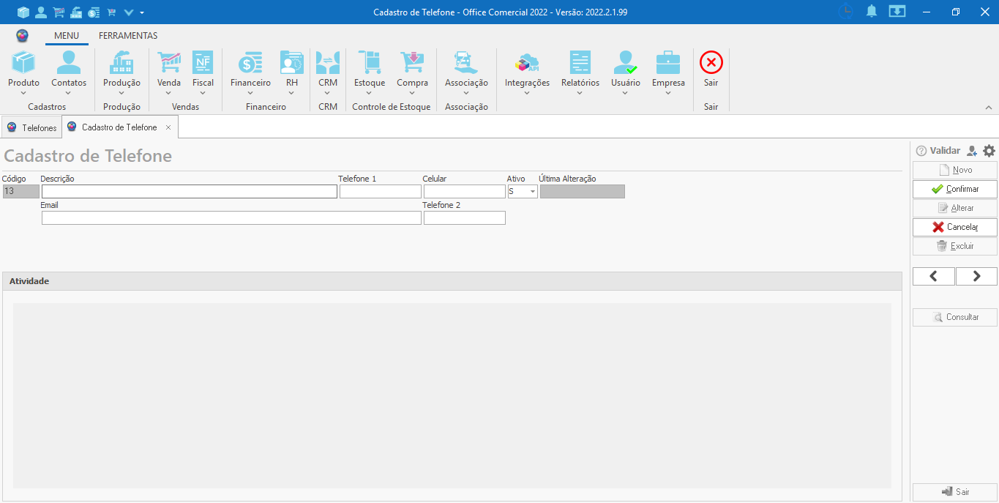 Cadastro de Telefone - Office Comercial 2022 - Versão: 2022.2.1.99
MENU FERRAMENTAS
Produto Contatos Produção Venda Fiscal Financeiro RH CRM Estoque Compra Associação Integrações Relatórios Usuário Empresa Sair
NF
API
Cadastros Produção Vendas Financeiro CRM Controle de Estoque Associação Sair
Telefones Cadastro de Telefone
Cadastro de Telefone
Código Descrição Telefone 1 Celular Ativo Última Alteração
13 S
Email Telefone 2
Atividade
Validar
Novo
Confirmar
Alterar
Cancelar
Excluir
Consultar
Sair